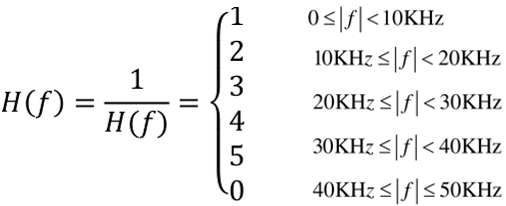 H(f) = 1/H(f) = { 1 0 ≤ |f| < 10KHz
2 10KHz ≤ |f| < 20KHz
3 20KHz ≤ |f| < 30KHz
4 30KHz ≤ |f| < 40KHz
5 40KHz ≤ |f| ≤ 50KHz
0